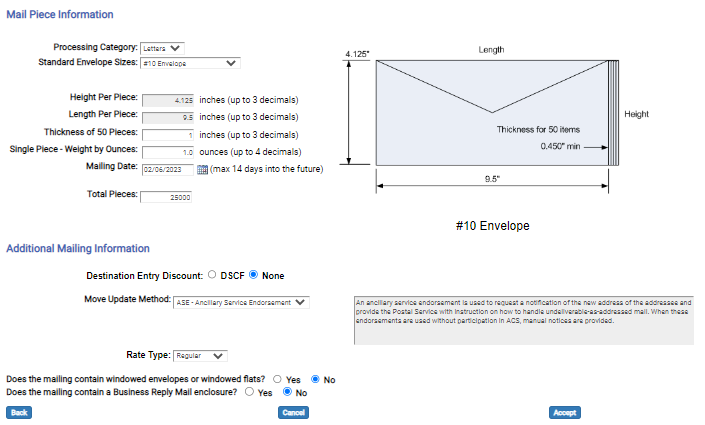 Mail Piece Information
Processing Category: Letters
Standard Envelope Sizes: #10 Envelope
Height Per Piece: 4.125 inches (up to 3 decimals)
Length Per Piece: 9.5 inches (up to 3 decimals)
Thickness of 50 Pieces: 1 inches (up to 3 decimals)
Single Piece - Weight by Ounces: 1.0 ounces (up to 4 decimals)
Mailing Date: 02/06/2023 (max 14 days into the future)
Total Pieces: 25000
4.125"
Length
Height
Thickness for 50 items
0.450" min
9.5"
#10 Envelope
Additional Mailing Information
Destination Entry Discount: DSCF None
Move Update Method: ASE - Ancillary Service Endorsement
An ancillary service endorsement is used to request a notification of the new address of the addressee and
provide the Postal Service with instruction on how to handle undeliverable-as-addressed mail. When these
endorsements are used without participation in ACS, manual notices are provided.
Rate Type: Regular
Does the mailing contain windowed envelopes or windowed flats? Yes No
Does the mailing contain a Business Reply Mail enclosure? Yes No
Back Cancel Accept